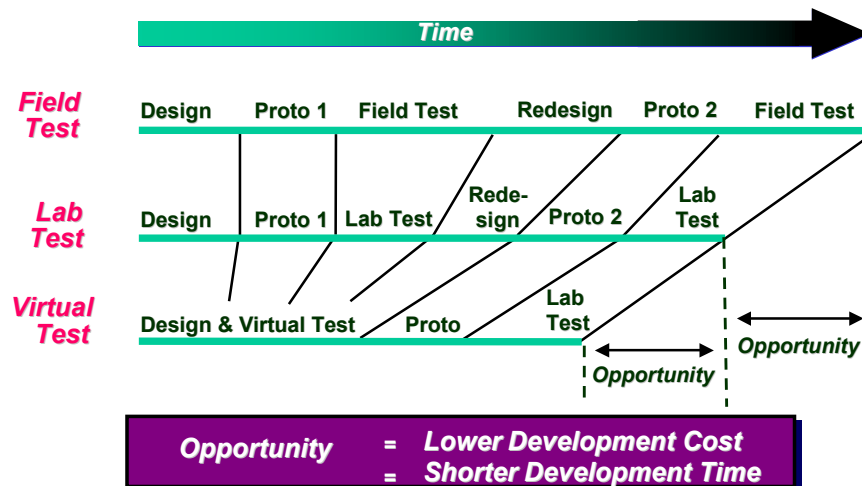 Time
Field
Test
Design Proto 1 Field Test Redesign Proto 2 Field Test
Lab
Test
Design Proto 1 Lab Test Rede-
sign Proto 2 Lab
Test
Virtual
Test
Design & Virtual Test Proto Lab
Test
Opportunity
Opportunity
Opportunity = Lower Development Cost
= Shorter Development Time